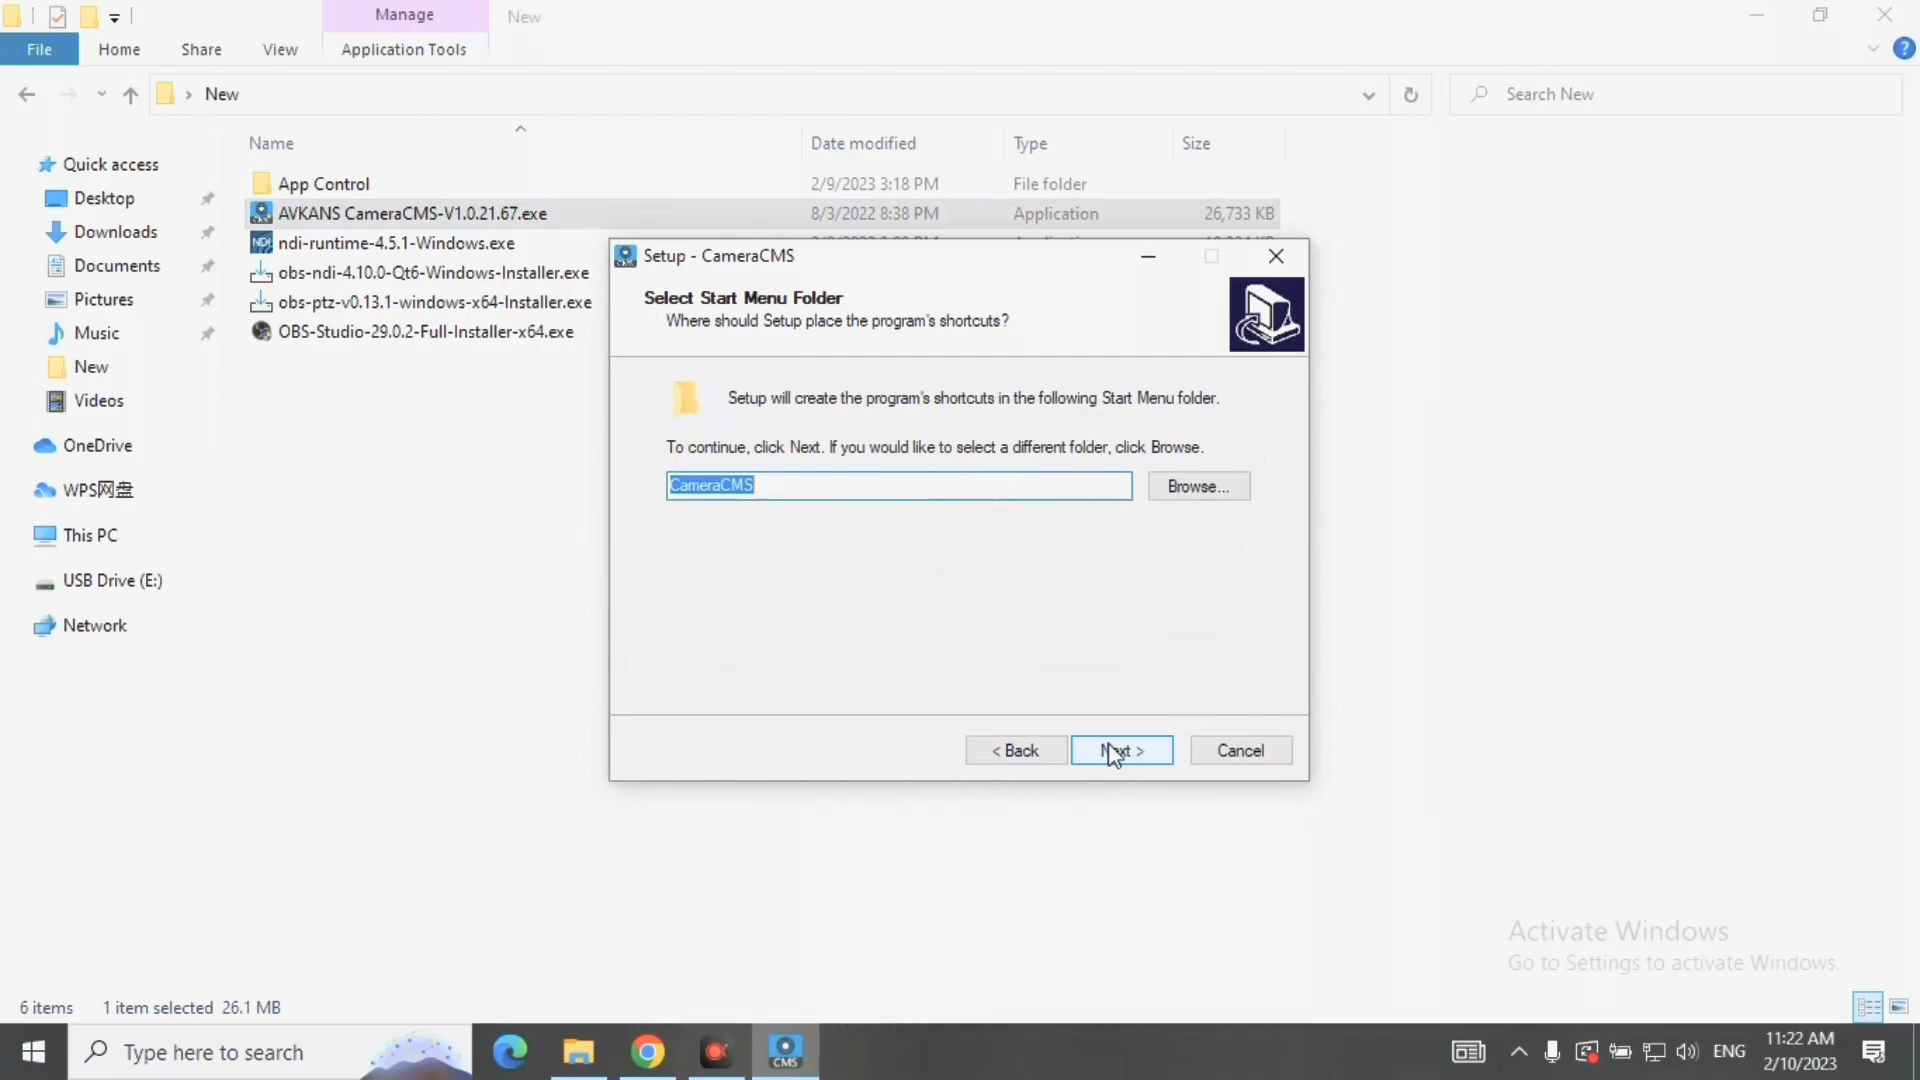 Manage
New
File
Home
Share
View
Application Tools
New
Search New
Name
Date modified
Type
Size
Quick access
Desktop
Downloads
Documents
Pictures
Music
New
Videos
OneDrive
WPS网盘
This PC
USB Drive (E:)
Network
App Control
2/9/2023 3:18 PM
File folder
AVKANS CameraCMS-V1.0.21.67.exe
8/3/2022 8:38 PM
Application
26,733 KB
ndi-runtime-4.5.1-Windows.exe
obs-ndi-4.10.0-Qt6-Windows-Installer.exe
obs-ptz-v0.13.1-windows-x64-Installer.exe
OBS-Studio-29.0.2-Full-Installer-x64.exe
Setup - CameraCMS
Select Start Menu Folder
Where should Setup place the program's shortcuts?
Setup will create the program's shortcuts in the following Start Menu folder.
To continue, click Next. If you would like to select a different folder, click Browse.
CameraCMS
Browse...
< Back
Next >
Cancel
Activate Windows
Go to Settings to activate Windows.
6 items
1 item selected 26.1 MB
Type here to search
CMS
ENG
11:22 AM
2/10/2023